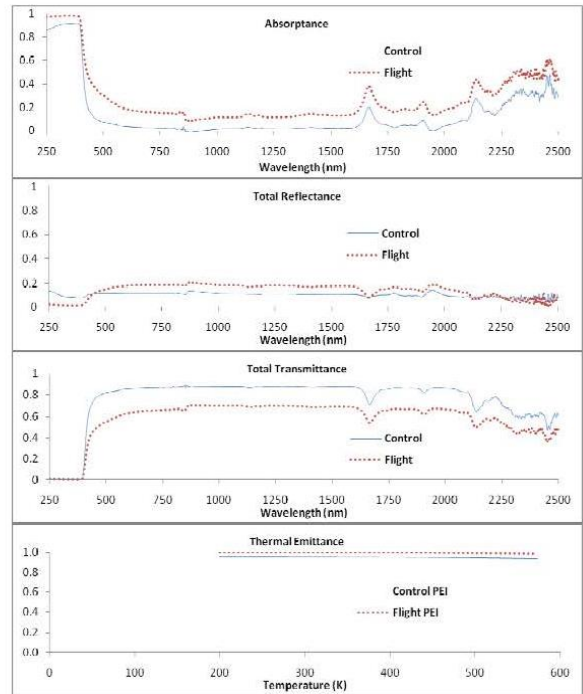 Absorptance
1
0.8
0.6
0.4
0.2
0
Control
Flight
250 500 750 1000 1250 1500 1750 2000 2250 2500
Wavelength (nm)
Total Reflectance
1
0.8
0.6
0.4
0.2
0
Control
Flight
250 500 750 1000 1250 1500 1750 2000 2250 2500
Wavelength (nm)
Total Transmittance
1
0.8
0.6
0.4
0.2
0
Control
Flight
250 500 750 1000 1250 1500 1750 2000 2250 2500
Wavelength (nm)
Thermal Emittance
1.0
0.8
0.6
0.4
0.2
0.0
Control PEI
Flight PEI
0 100 200 300 400 500 600
Temperature (K)